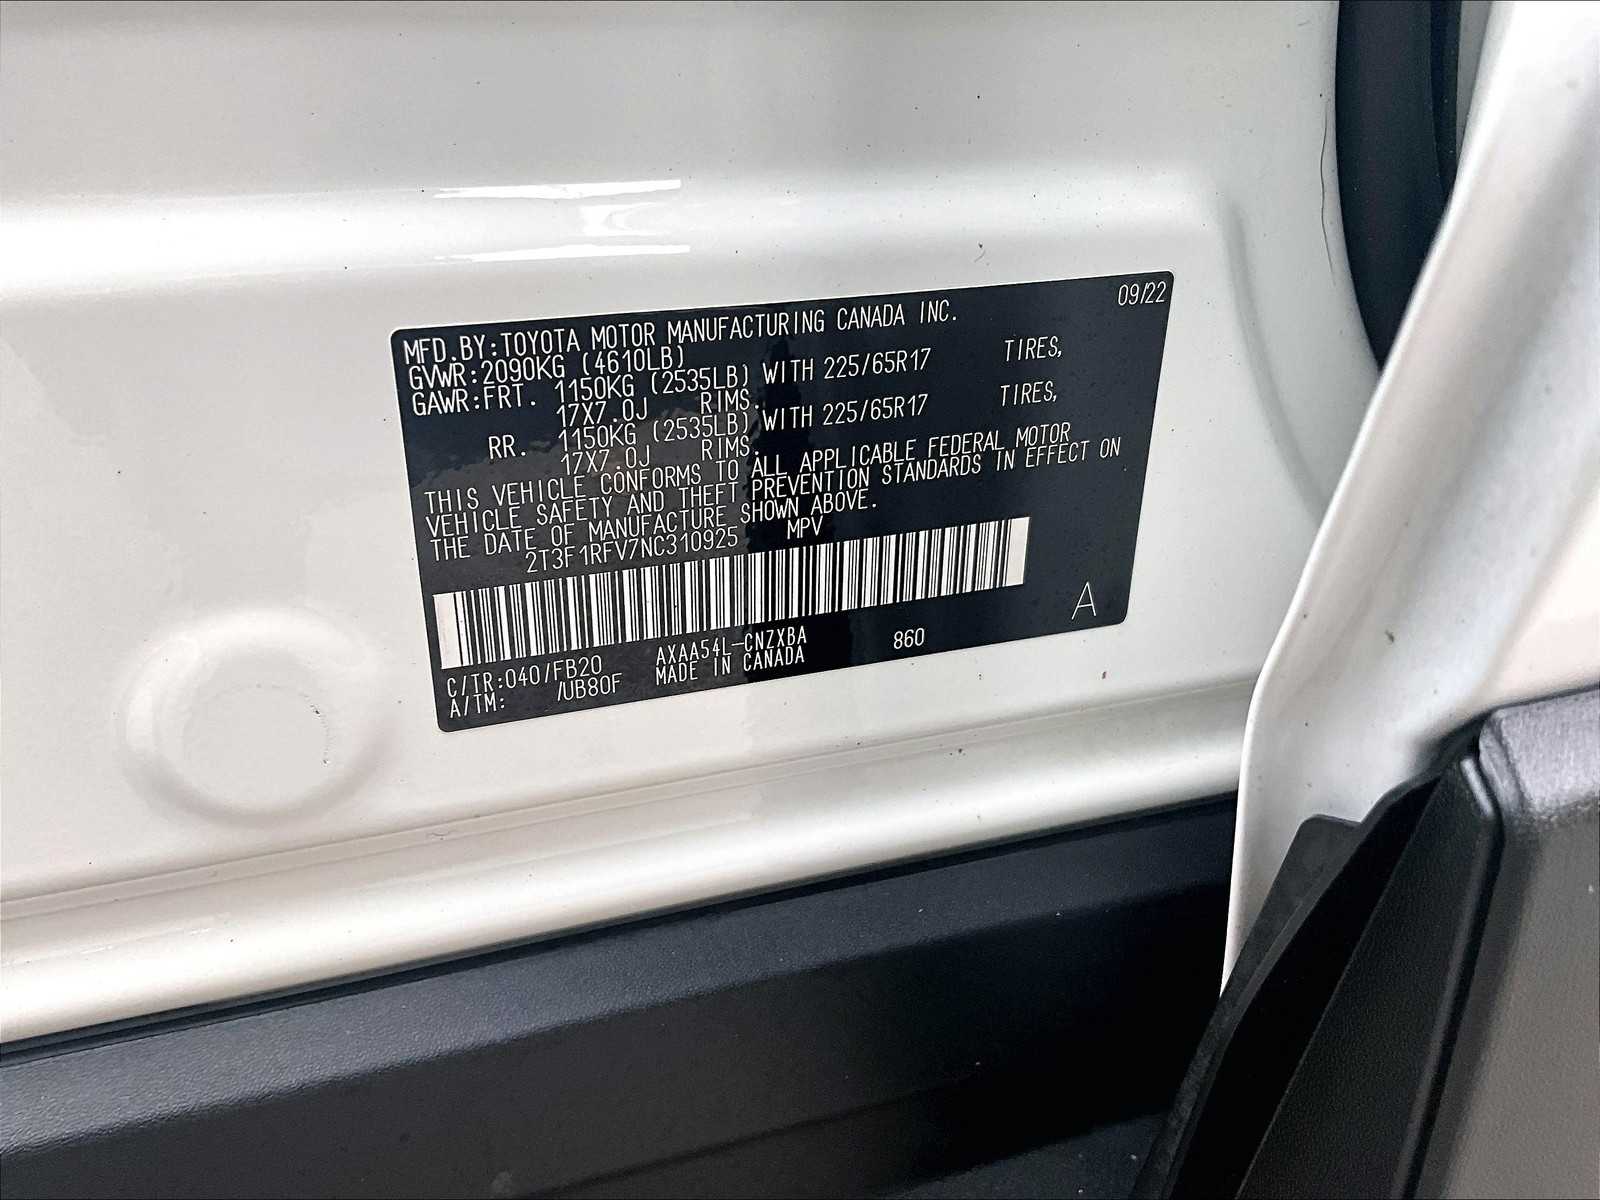 09/22
MFD.BY:TOYOTA MOTOR MANUFACTURING CANADA INC.
GVWR:2090KG (4610LB)
GAWR:FRT. 1150KG (2535LB) WITH 225/65R17 TIRES,
17X7.0J RIMS.
RR. 1150KG (2535LB) WITH 225/65R17 TIRES,
17X7.0J RIMS.
THIS VEHICLE CONFORMS TO ALL APPLICABLE FEDERAL MOTOR
VEHICLE SAFETY AND THEFT PREVENTION STANDARDS IN EFFECT ON
THE DATE OF MANUFACTURE SHOWN ABOVE.
2T3F1RFV7NC310925 MPV
A
C/TR:040/FB20 AXAA54L-CNZXBA 860
A/TM: /UB80F MADE IN CANADA